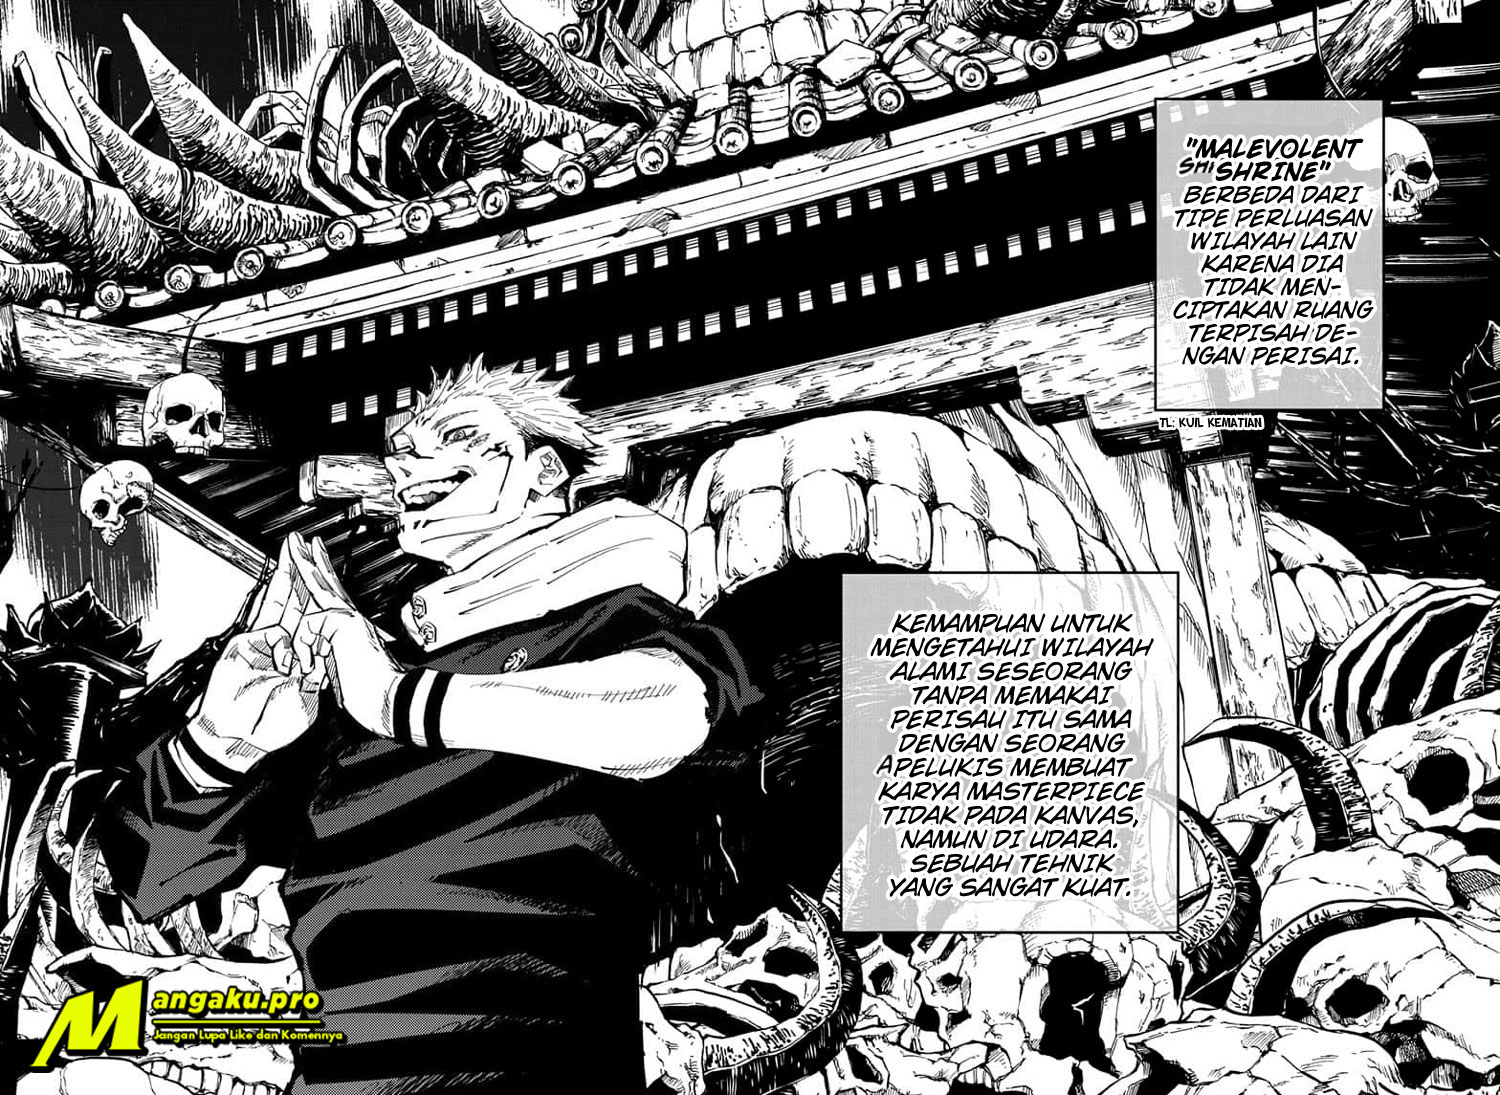 "MALEVOLENT
SHRINE"
BERBEDA DARI
TIPE PERLUASAN
WILAYAH LAIN
KARENA DIA
TIDAK MEN-
CIPTAKAN RUANG
TERPISAH DE-
NGAN PERISAI.
TL: KUIL KEMATIAN
KEMAMPUAN UNTUK
MENGETAHUI WILAYAH
ALAMI SESEORANG
TANPA MEMAKAI
PERISAU ITU SAMA
DENGAN SEORANG
APELUKIS MEMBUAT
KARYA MASTERPIECE
TIDAK PADA KANVAS,
NAMUN DI UDARA.
SEBUAH TEHNIK
YANG SANGAT KUAT.
Mangaku.pro
Jangan Lupa Like dan Komennya